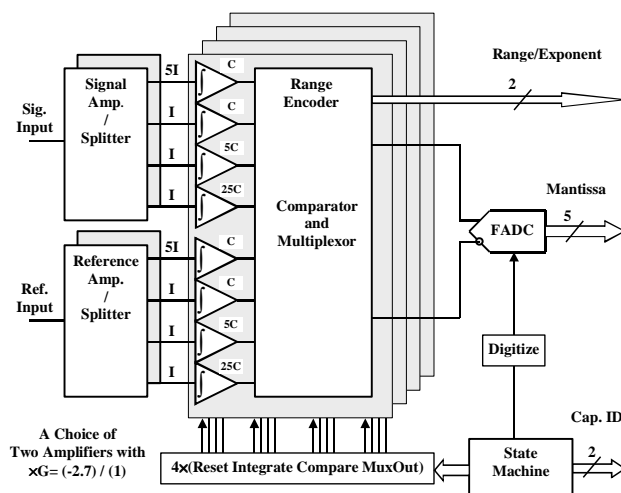 Range/Exponent
2
5I
C
Signal
Amp.
/
Splitter
Range
Encoder
Sig.
Input
I
C
I
5C
I
25C
Comparator
and
Multiplexor
Mantissa
FADC
5
5I
C
Reference
Amp.
/
Splitter
I
C
Ref.
Input
I
5C
I
25C
Digitize
A Choice of
Two Amplifiers with
×G= (-2.7) / (1)
4×(Reset Integrate Compare MuxOut)
State
Machine
Cap. ID
2
∫
∫
∫
∫
∫
∫
∫
∫